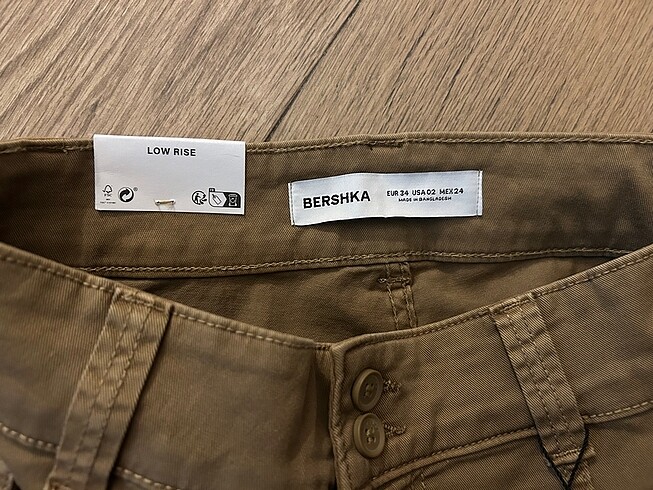 LOW RISE
BERSHKA
EUR 34 USA 02 MEX 24
MADE IN BANGLADESH